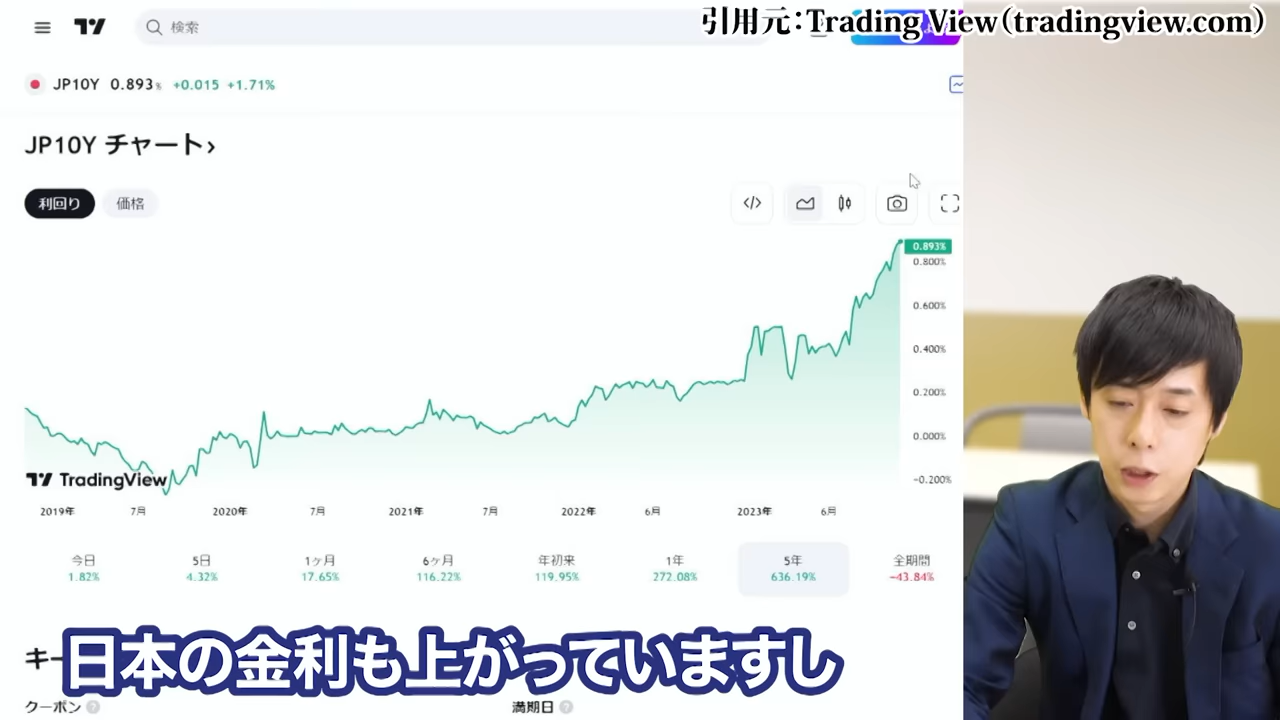 検索
引用元：Trading View（tradingview.com）
JP10Y 0.893% +0.015 +1.71%
JP10Y チャート ›
利回り 価格
0.893%
0.800%
0.600%
0.400%
0.200%
0.000%
-0.200%
TradingView
2019年 7月 2020年 7月 2021年 7月 2022年 6月 2023年 6月
今日 5日 1ヶ月 6ヶ月 年初来 1年 5年 全期間
1.82% 4.32% 17.65% 116.22% 119.95% 272.08% 636.19% −43.84%
キー
日本の金利も上がっていますし
クーポン ? 満期日 ?